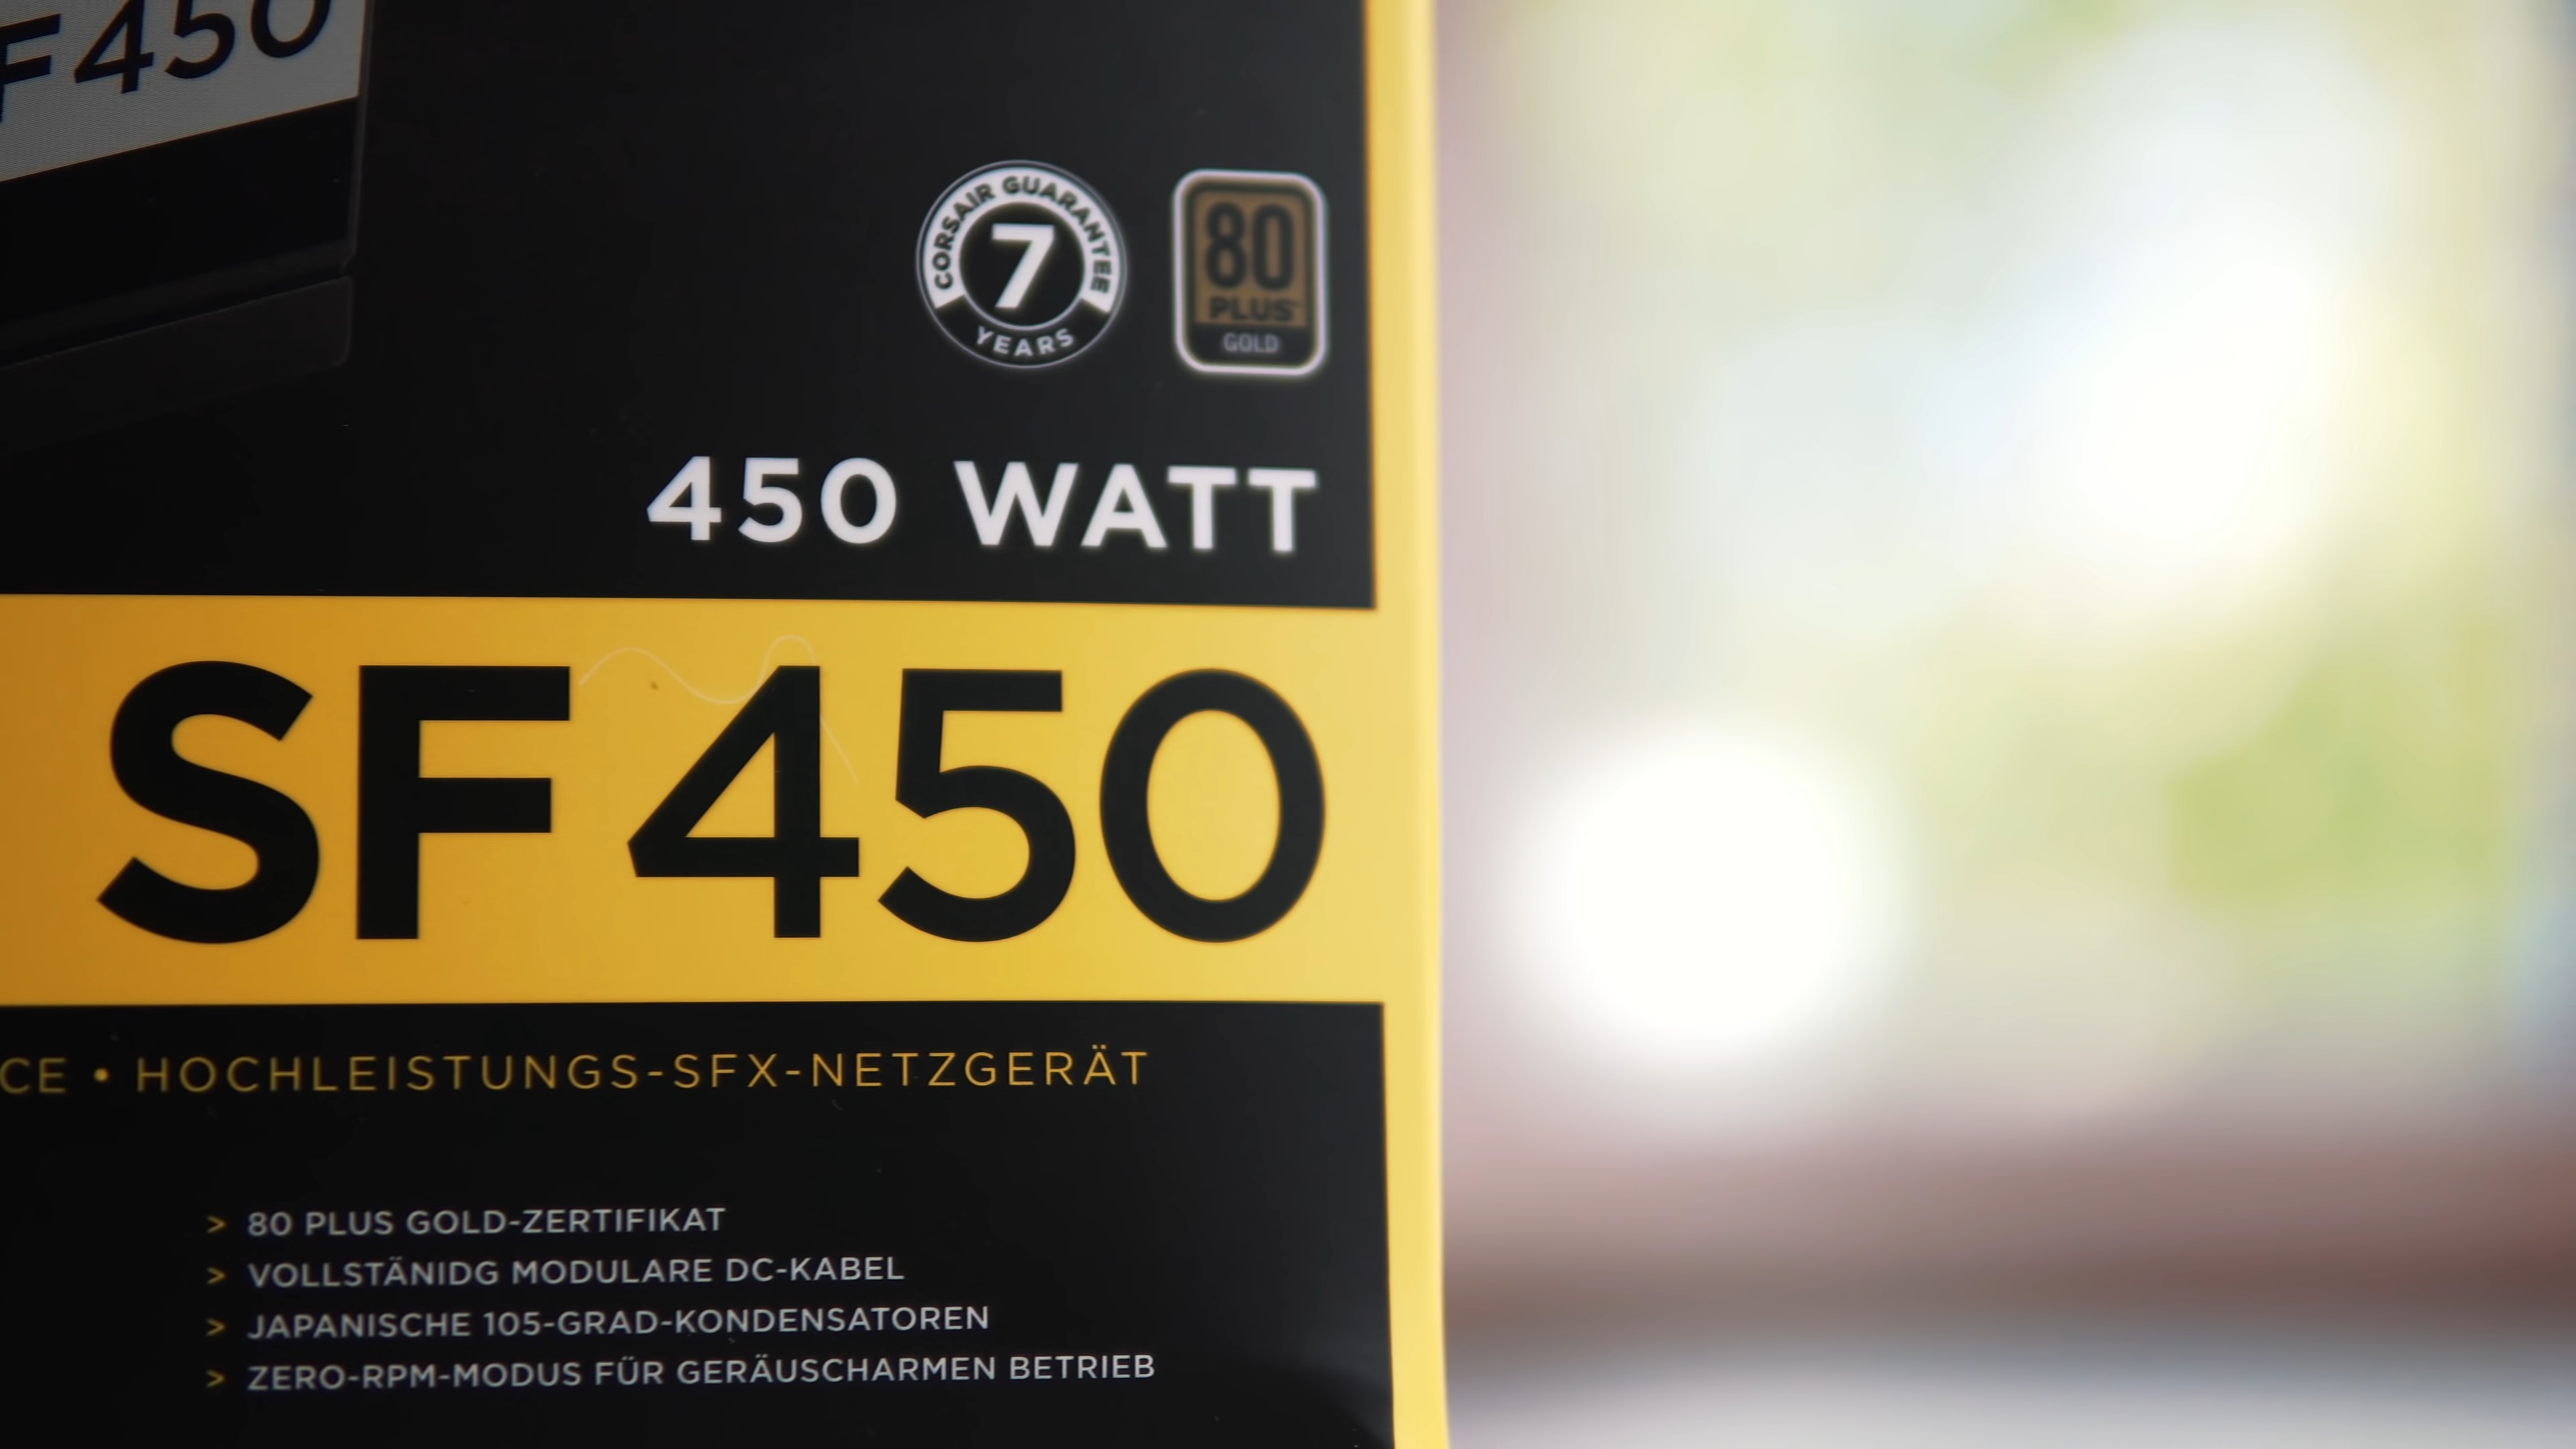 F450
CORSAIR GUARANTEE
7
YEARS
80
PLUS
GOLD
450 WATT
SF450
CE • HOCHLEISTUNGS-SFX-NETZGERÄT
> 80 PLUS GOLD-ZERTIFIKAT
> VOLLSTÄNIDG MODULARE DC-KABEL
> JAPANISCHE 105-GRAD-KONDENSATOREN
> ZERO-RPM-MODUS FÜR GERÄUSCHARMEN BETRIEB